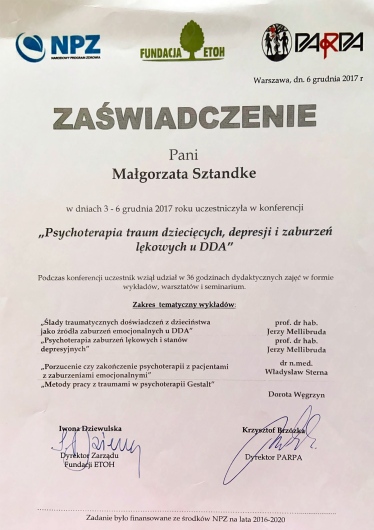 NPZ
NARODOWY PROGRAM ZDROWIA
FUNDACJA ETOH
PARPA
Warszawa, dn. 6 grudnia 2017 r
ZAŚWIADCZENIE
Pani
Małgorzata Sztandke
w dniach 3 - 6 grudnia 2017 roku uczestniczyła w konferencji
„Psychoterapia traum dziecięcych, depresji i zaburzeń
lękowych u DDA”
Podczas konferencji uczestnik wziął udział w 36 godzinach dydaktycznych zajęć w formie
wykładów, warsztatów i seminarium.
Zakres tematyczny wykładów:
„Ślady traumatycznych doświadczeń z dzieciństwa
jako źródła zaburzeń emocjonalnych u DDA”
prof. dr hab.
Jerzy Mellibruda
„Psychoterapia zaburzeń lękowych i stanów
depresyjnych”
prof. dr hab.
Jerzy Mellibruda
„Porzucenie czy zakończenie psychoterapii z pacjentami
z zaburzeniami emocjonalnymi”
dr n.med.
Władysław Sterna
„Metody pracy z traumami w psychoterapii Gestalt”
Dorota Węgrzyn
Iwona Dziewulska
Dyrektor Zarządu
Fundacji ETOH
Krzysztof Brzózka
Dyrektor PARPA
Zadanie było finansowane ze środków NPZ na lata 2016-2020